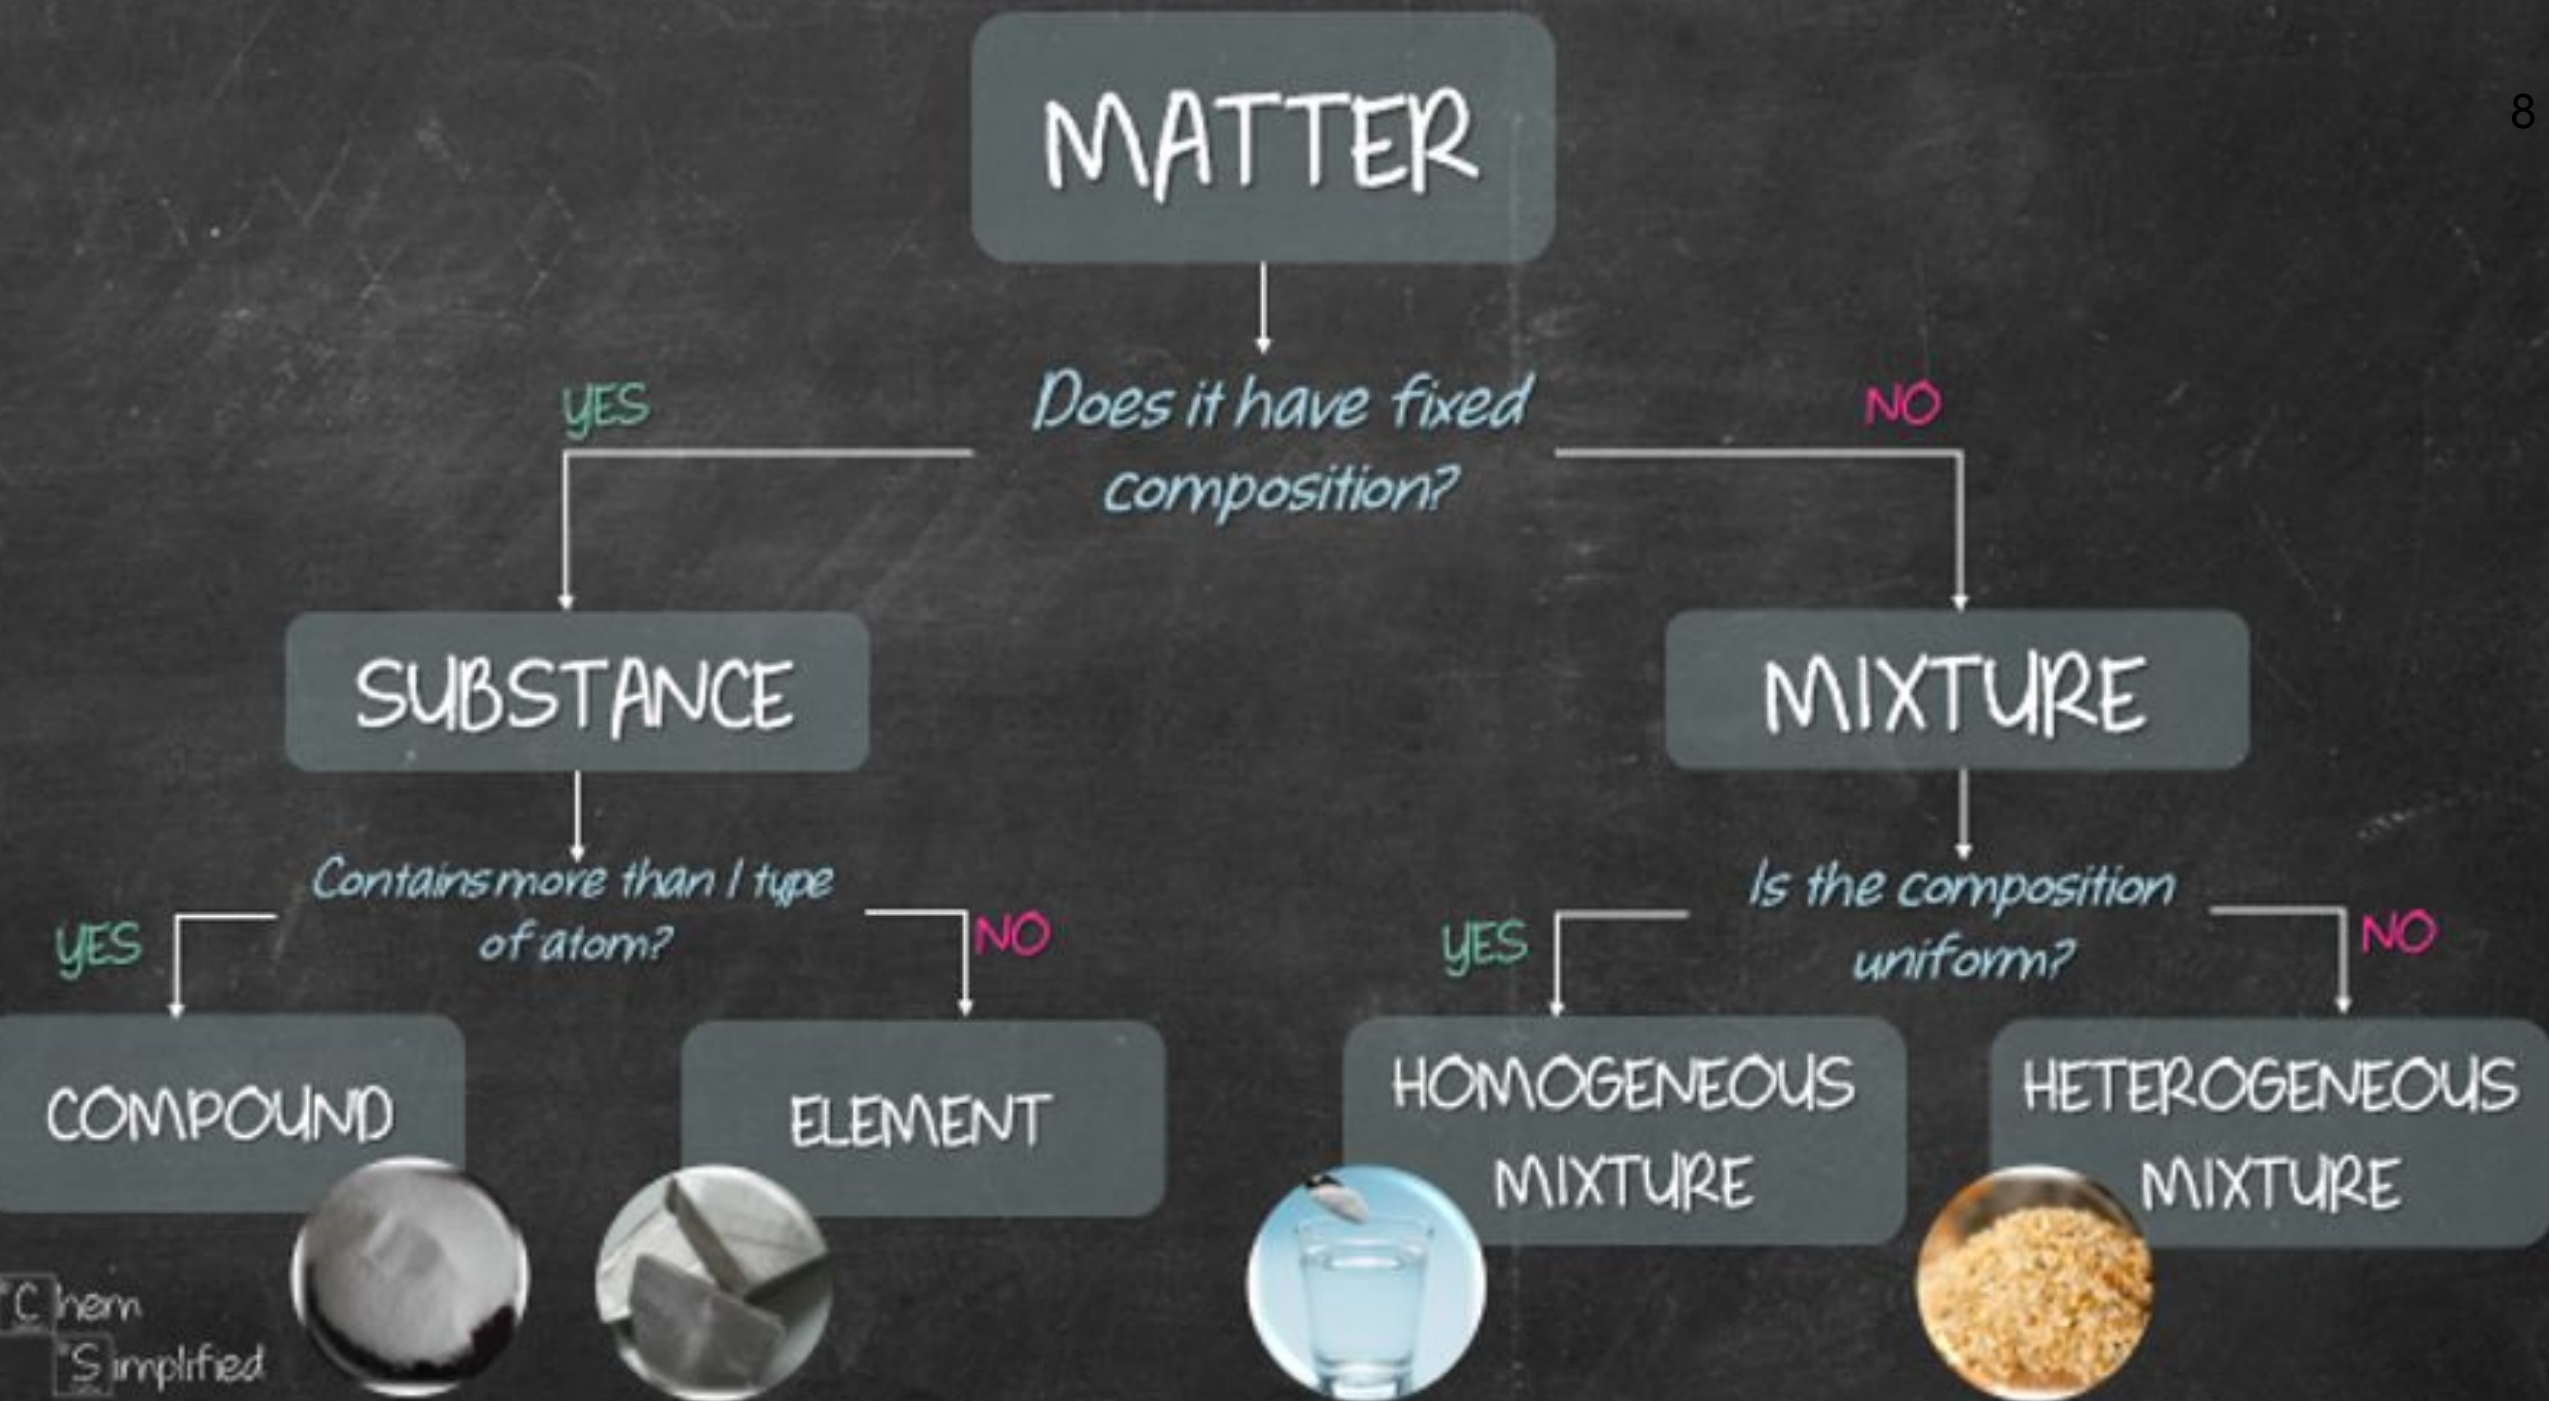 MATTER
8
YES
Does it have fixed
composition?
NO
SUBSTANCE
MIXTURE
Contains more than 1 type
of atom?
YES
NO
Is the composition
uniform?
YES
NO
COMPOUND
ELEMENT
HOMOGENEOUS
MIXTURE
HETEROGENEOUS
MIXTURE
Chem
Simplified